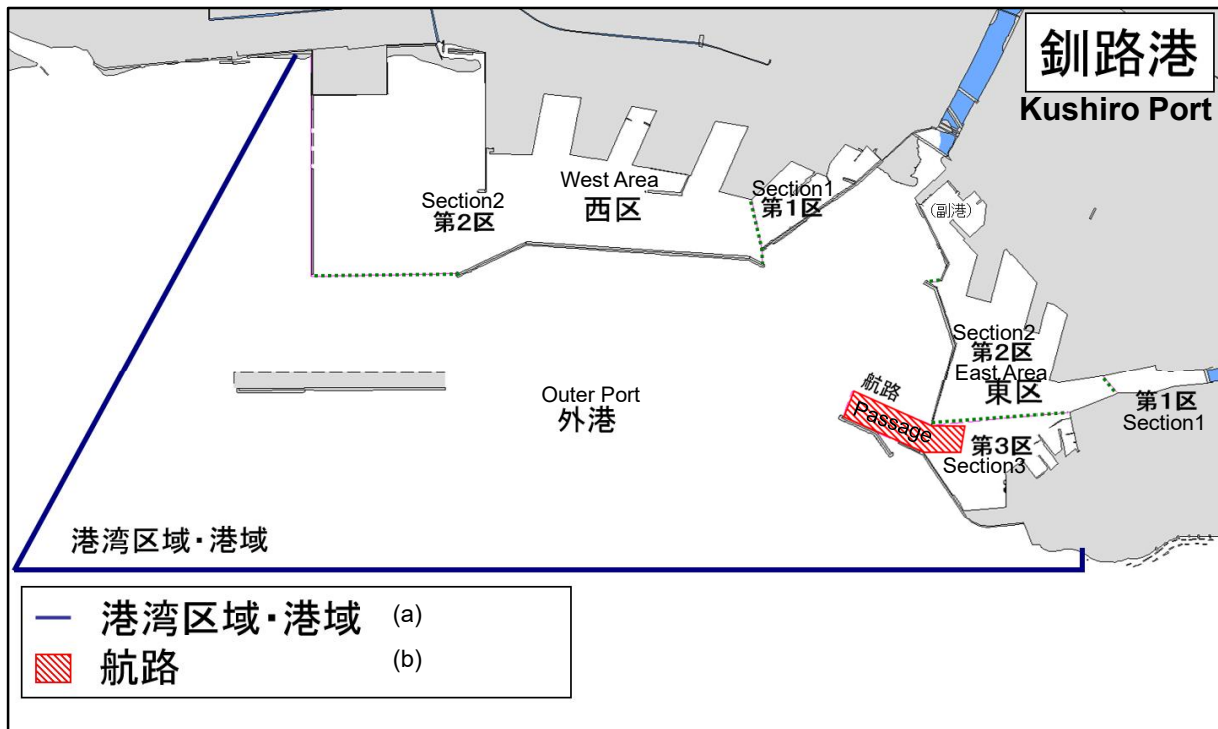 釧路港
Kushiro Port
West Area
西区
Section1
第1区
Section2
第2区
(副港)
Section2
第2区
East Area
東区
航路
Passage
第1区
Section1
Outer Port
外港
第3区
Section3
港湾区域・港域
港湾区域・港域 (a)
航路 (b)